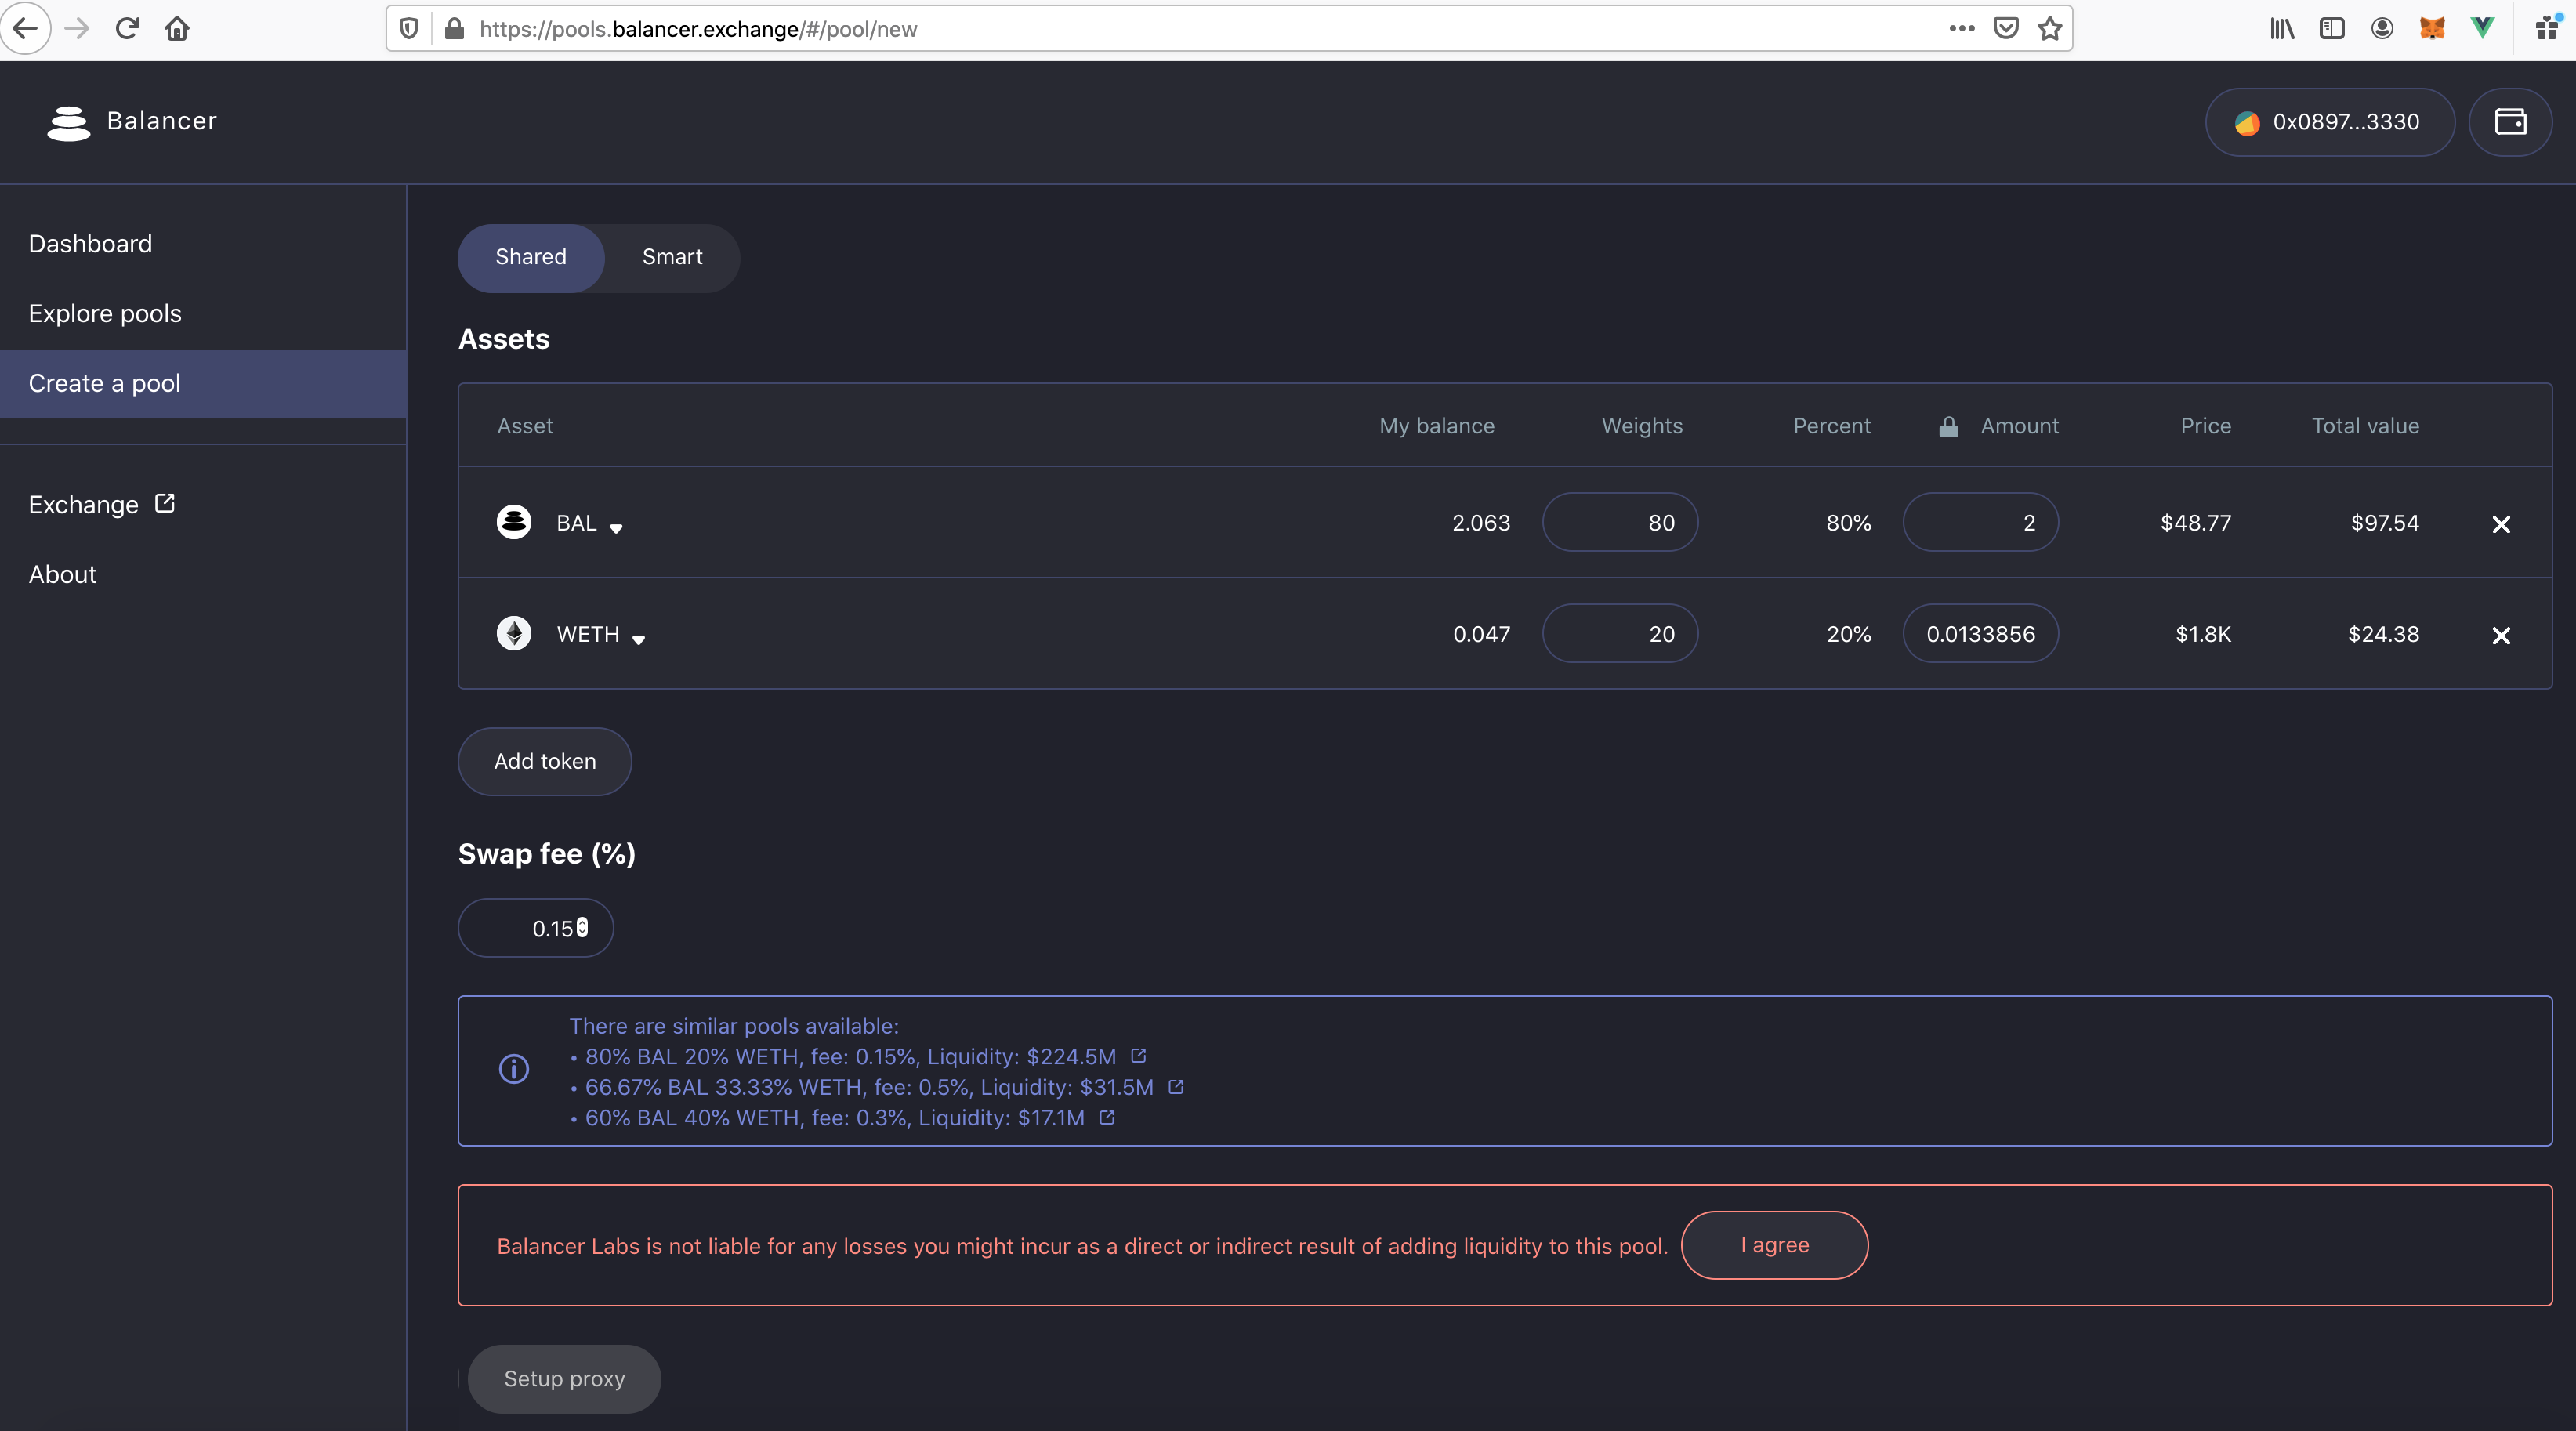 https://pools.balancer.exchange/#/pool/new
Balancer
0x0897...3330
Dashboard
Explore pools
Create a pool
Exchange
About
Shared Smart
Assets
Asset My balance Weights Percent Amount Price Total value
BAL 2.063 80 80% 2 $48.77 $97.54
WETH 0.047 20 20% 0.0133856 $1.8K $24.38
Add token
Swap fee (%)
0.15
There are similar pools available:
• 80% BAL 20% WETH, fee: 0.15%, Liquidity: $224.5M
• 66.67% BAL 33.33% WETH, fee: 0.5%, Liquidity: $31.5M
• 60% BAL 40% WETH, fee: 0.3%, Liquidity: $17.1M
Balancer Labs is not liable for any losses you might incur as a direct or indirect result of adding liquidity to this pool. I agree
Setup proxy